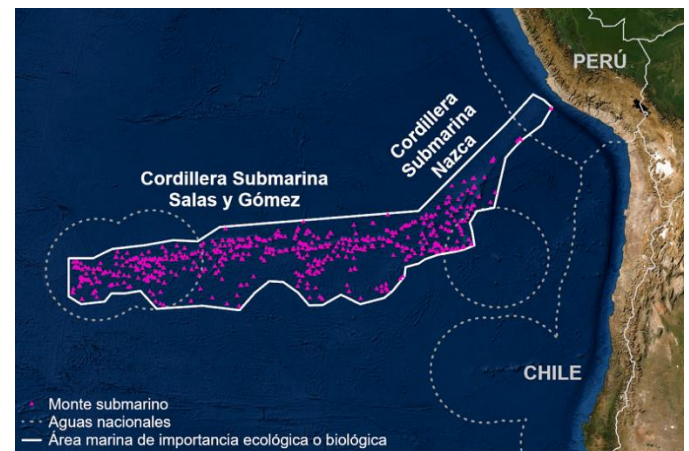 PERÚ
Cordillera
Submarina
Nazca
Cordillera Submarina
Salas y Gómez
CHILE
Monte submarino
Aguas nacionales
Área marina de importancia ecológica o biológica